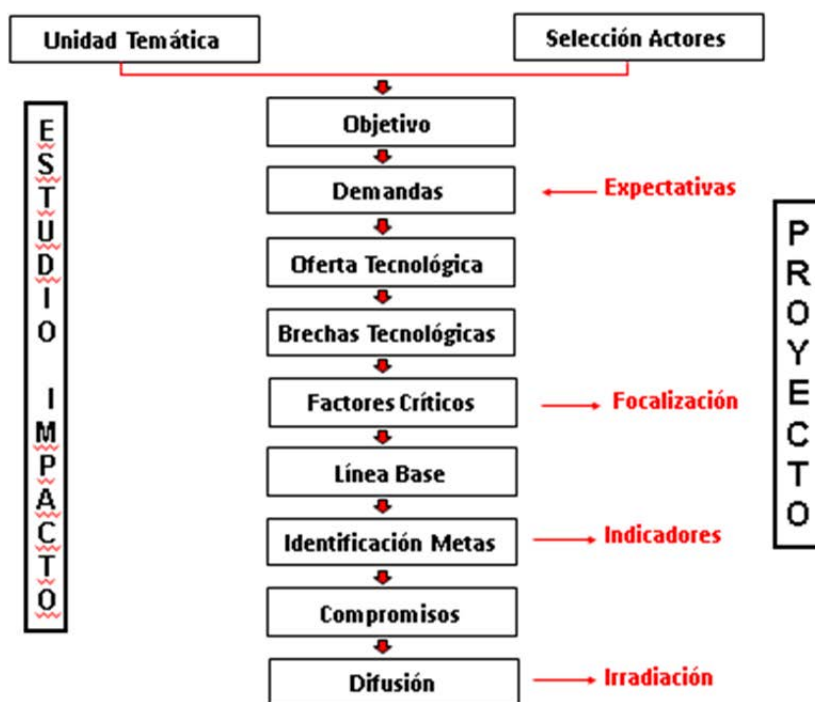 Unidad Temática
Selección Actores
Objetivo
Demandas
Expectativas
Oferta Tecnológica
Brechas Tecnológicas
Factores Críticos
Focalización
Línea Base
Identificación Metas
Indicadores
Compromisos
Difusión
Irradiación
ESTUDIO IMPACTO
PROYECTO